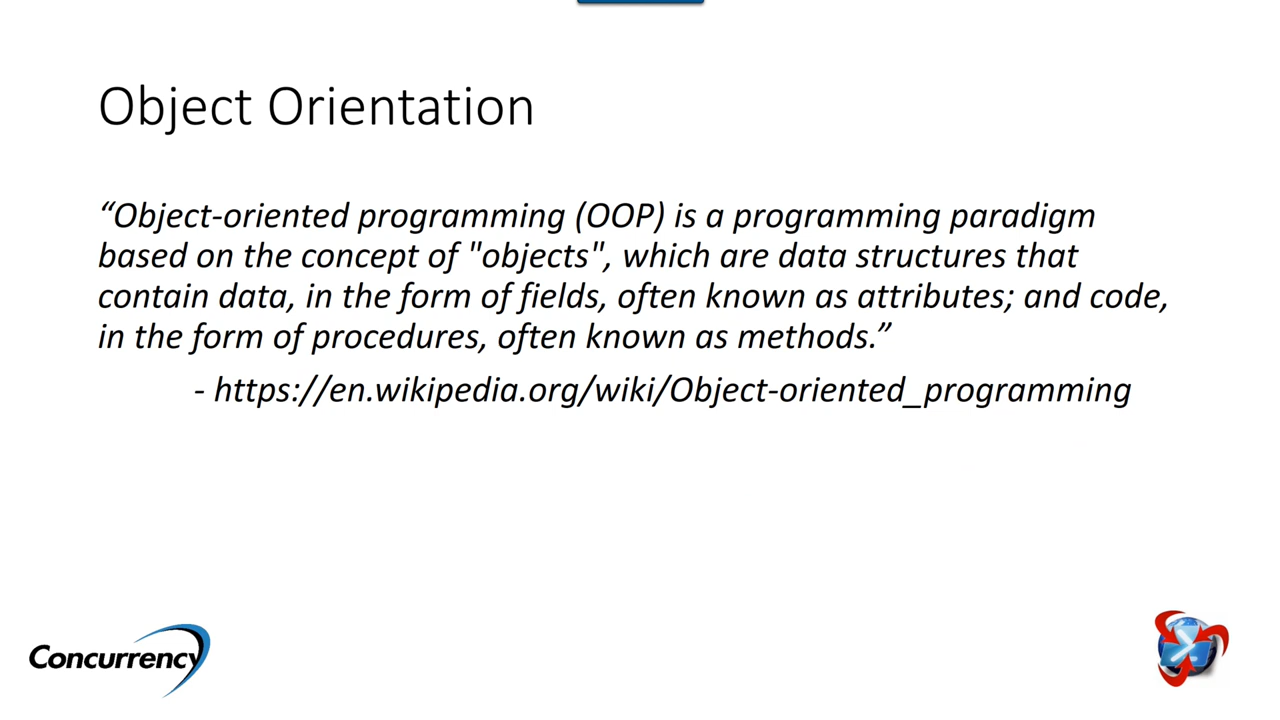 Object Orientation
“Object-oriented programming (OOP) is a programming paradigm
based on the concept of "objects", which are data structures that
contain data, in the form of fields, often known as attributes; and code,
in the form of procedures, often known as methods.”
- https://en.wikipedia.org/wiki/Object-oriented_programming
Concurrency